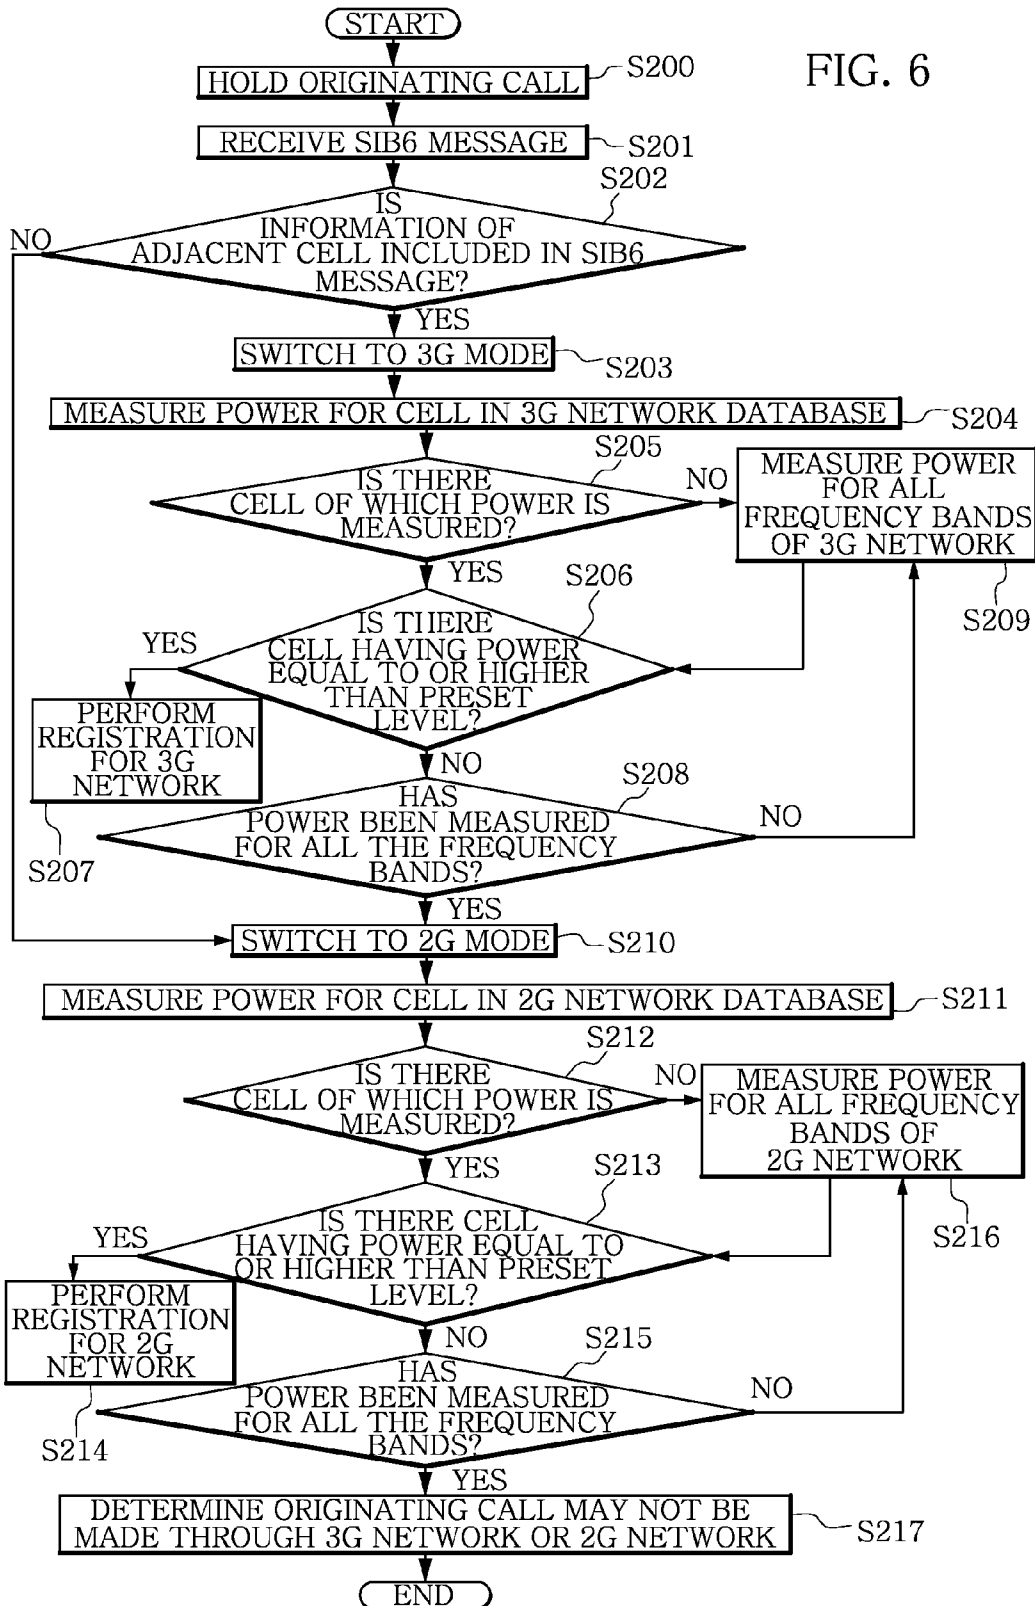 START
FIG. 6
HOLD ORIGINATING CALL
S200
RECEIVE SIB6 MESSAGE
S201
S202
IS
INFORMATION OF
ADJACENT CELL INCLUDED IN SIB6
MESSAGE?
NO
YES
SWITCH TO 3G MODE
S203
MEASURE POWER FOR CELL IN 3G NETWORK DATABASE
S204
S205
IS THERE
CELL OF WHICH POWER IS
MEASURED?
NO
MEASURE POWER
FOR ALL
FREQUENCY BANDS
OF 3G NETWORK
S209
YES
S206
IS THERE
CELL HAVING POWER
EQUAL TO OR HIGHER
THAN PRESET
LEVEL?
YES
PERFORM
REGISTRATION
FOR 3G
NETWORK
S207
NO
S208
HAS
POWER BEEN MEASURED
FOR ALL THE FREQUENCY
BANDS?
NO
YES
SWITCH TO 2G MODE
S210
MEASURE POWER FOR CELL IN 2G NETWORK DATABASE
S211
S212
IS THERE
CELL OF WHICH POWER IS
MEASURED?
NO
MEASURE POWER
FOR ALL FREQUENCY
BANDS OF
2G NETWORK
S216
YES
S213
IS THERE CELL
HAVING POWER EQUAL TO
OR HIGHER THAN PRESET
LEVEL?
YES
PERFORM
REGISTRATION
FOR 2G
NETWORK
S214
NO
S215
HAS
POWER BEEN MEASURED
FOR ALL THE FREQUENCY
BANDS?
NO
YES
DETERMINE ORIGINATING CALL MAY NOT BE
MADE THROUGH 3G NETWORK OR 2G NETWORK
S217
END